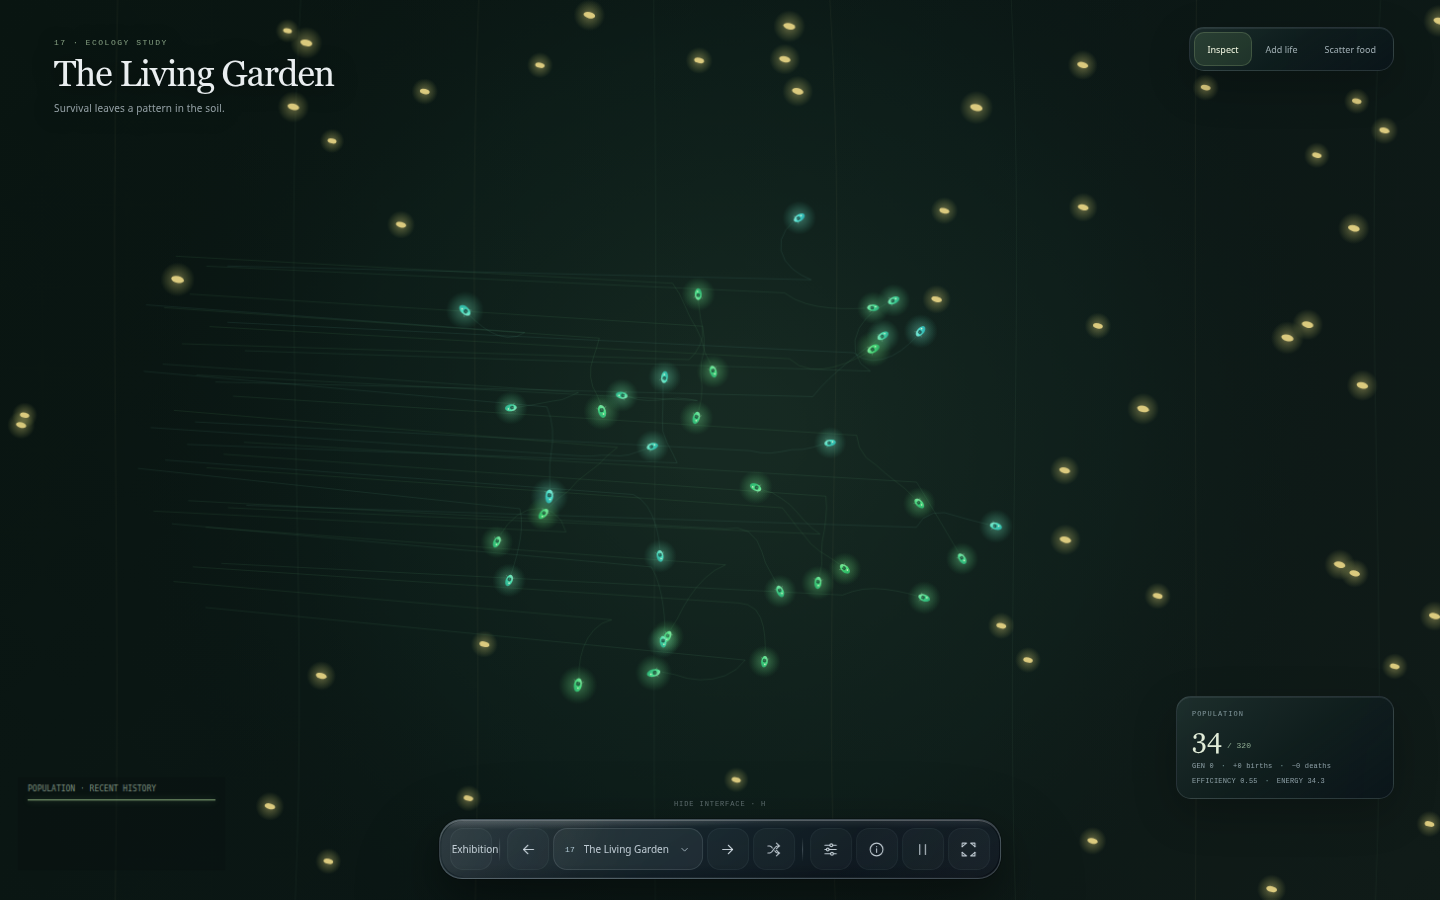 17 · ECOLOGY STUDY
The Living Garden
Survival leaves a pattern in the soil.
Inspect
Add life
Scatter food
POPULATION
34 / 320
GEN 0 · +0 births · −0 deaths
EFFICIENCY 0.55 · ENERGY 34.3
POPULATION · RECENT HISTORY
HIDE INTERFACE · H
Exhibition
17 The Living Garden